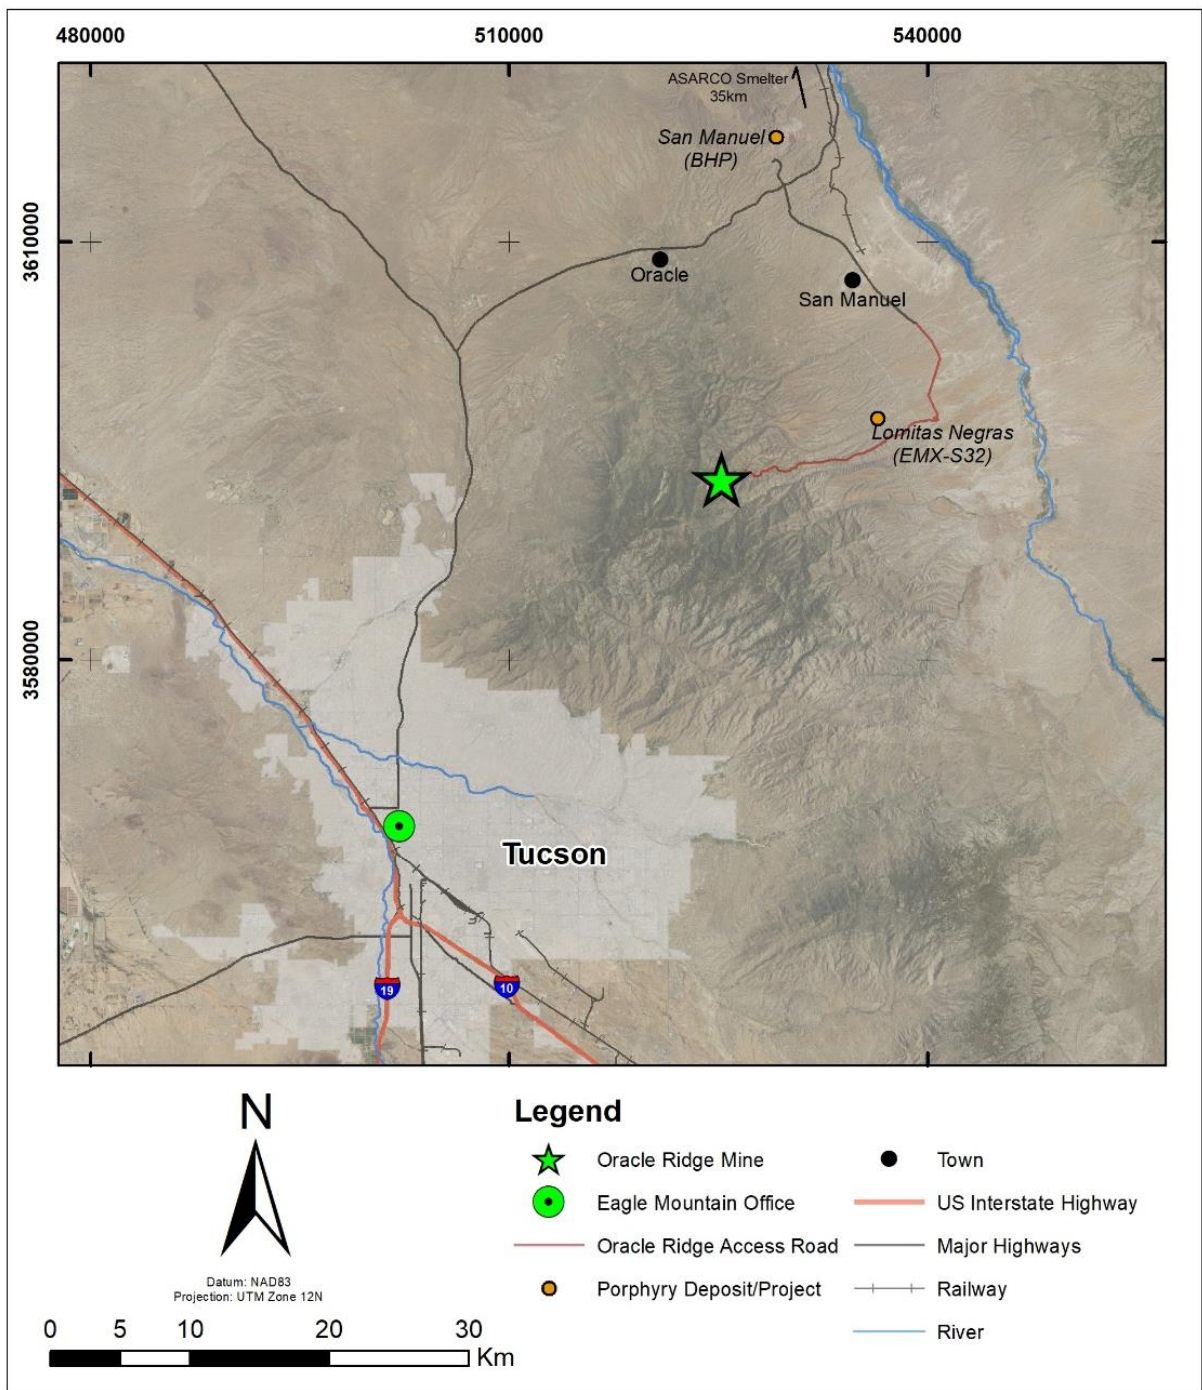 480000
510000
540000
ASARCO Smelter
35km
San Manuel
(BHP)
3610000
Oracle
San Manuel
Lomitas Negras
(EMX-S32)
3580000
Tucson
19
10
N
Datum: NAD83
Projection: UTM Zone 12N
0 5 10 20 30
Km
Legend
Oracle Ridge Mine
Eagle Mountain Office
Oracle Ridge Access Road
Porphyry Deposit/Project
Town
US Interstate Highway
Major Highways
Railway
River